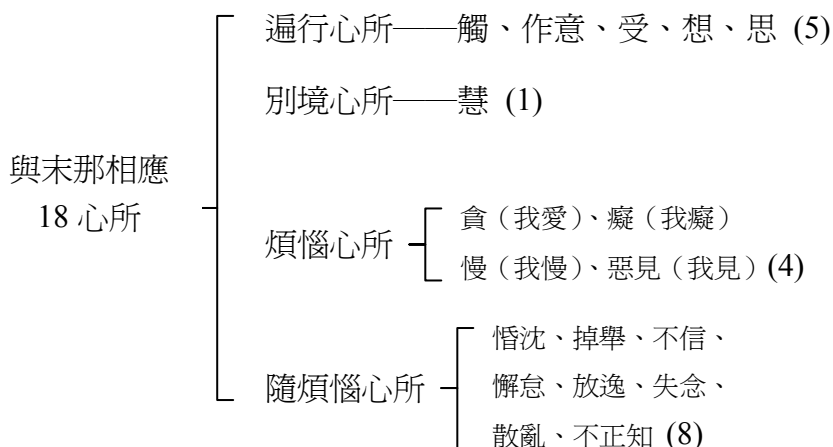 遍行心所——觸、作意、受、想、思 (5)
別境心所——慧 (1)
與末那相應
18 心所
煩惱心所
貪（我愛）、癡（我癡）
慢（我慢）、惡見（我見）(4)
隨煩惱心所
惛沈、掉舉、不信、
懈怠、放逸、失念、
散亂、不正知 (8)